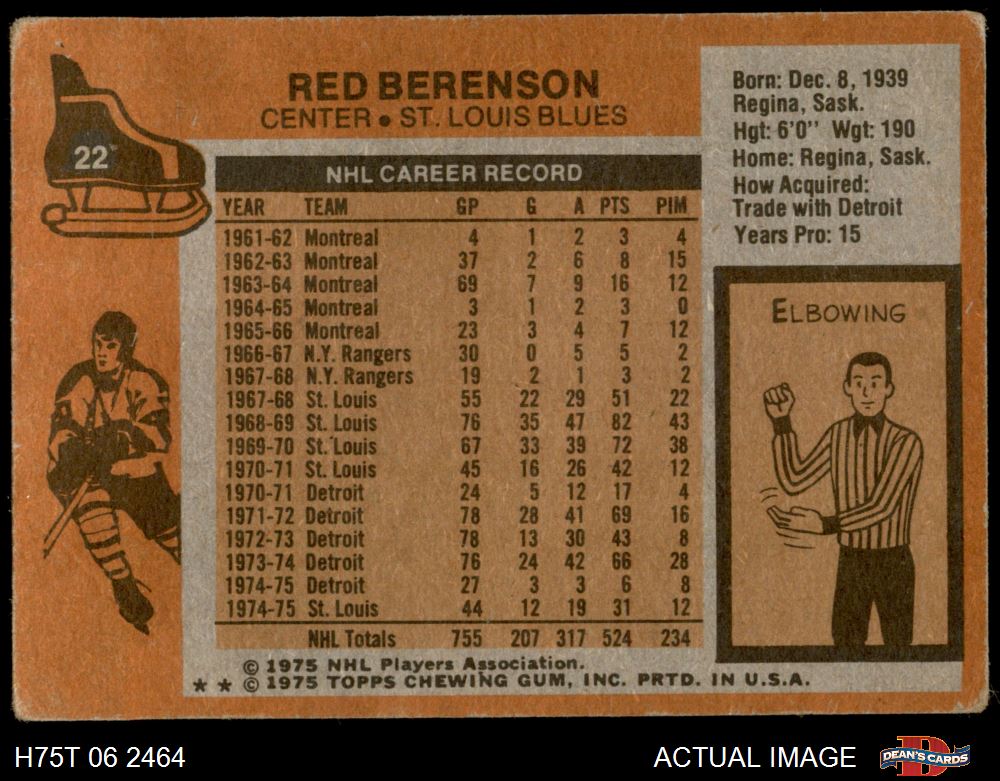 RED BERENSON
CENTER • ST. LOUIS BLUES
22
NHL CAREER RECORD
YEAR TEAM GP G A PTS PIM
1961-62 Montreal 4 1 2 3 4
1962-63 Montreal 37 2 6 8 15
1963-64 Montreal 69 7 9 16 12
1964-65 Montreal 3 1 2 3 0
1965-66 Montreal 23 3 4 7 12
1966-67 N.Y. Rangers 30 0 5 5 2
1967-68 N.Y. Rangers 19 2 1 3 2
1967-68 St. Louis 55 22 29 51 22
1968-69 St. Louis 76 35 47 82 43
1969-70 St. Louis 67 33 39 72 38
1970-71 St. Louis 45 16 26 42 12
1970-71 Detroit 24 5 12 17 4
1971-72 Detroit 78 28 41 69 16
1972-73 Detroit 78 13 30 43 8
1973-74 Detroit 76 24 42 66 28
1974-75 Detroit 27 3 3 6 8
1974-75 St. Louis 44 12 19 31 12
NHL Totals 755 207 317 524 234
© 1975 NHL Players Association.
★ ★ © 1975 TOPPS CHEWING GUM, INC. PRTD. IN U.S.A.
Born: Dec. 8, 1939
Regina, Sask.
Hgt: 6'0" Wgt: 190
Home: Regina, Sask.
How Acquired:
Trade with Detroit
Years Pro: 15
ELBOWING
H75T 06 2464
ACTUAL IMAGE
DEAN'S CARDS